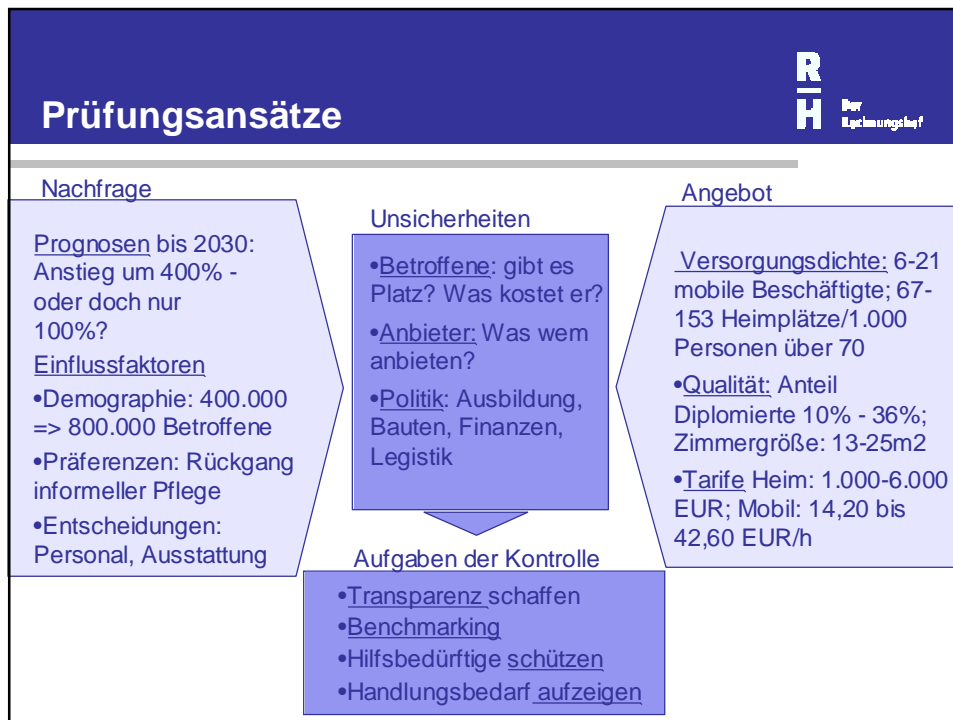 Prüfungsansätze
R
H
Der
Rechnungshof
Nachfrage
Prognosen bis 2030:
Anstieg um 400% -
oder doch nur
100%?
Einflussfaktoren
•Demographie: 400.000
=> 800.000 Betroffene
•Präferenzen: Rückgang
informeller Pflege
•Entscheidungen:
Personal, Ausstattung
Unsicherheiten
•Betroffene: gibt es
Platz? Was kostet er?
•Anbieter: Was wem
anbieten?
•Politik: Ausbildung,
Bauten, Finanzen,
Legistik
Angebot
Versorgungsdichte: 6-21
mobile Beschäftigte; 67-
153 Heimplätze/1.000
Personen über 70
•Qualität: Anteil
Diplomierte 10% - 36%;
Zimmergröße: 13-25m2
•Tarife Heim: 1.000-6.000
EUR; Mobil: 14,20 bis
42,60 EUR/h
Aufgaben der Kontrolle
•Transparenz schaffen
•Benchmarking
•Hilfsbedürftige schützen
•Handlungsbedarf aufzeigen